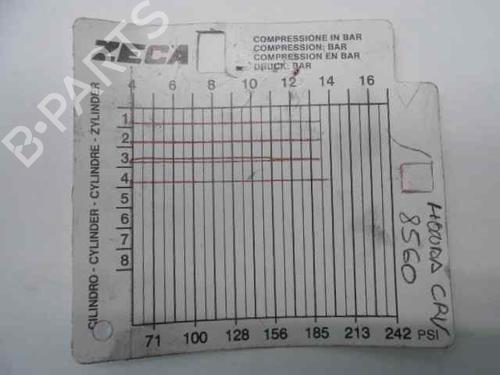 ZECA
COMPRESSIONE IN BAR
COMPRESSION: BAR
COMPRESSION EN BAR
DRUCK: BAR
4 6 8 10 12 14 16
CILINDRO - CYLINDER - CYLINDRE - ZYLINDER
1
2
3
4
5
6
7
8
71 100 128 156 185 213 242 PSI
HONDA CRV
8560
B-PARTS